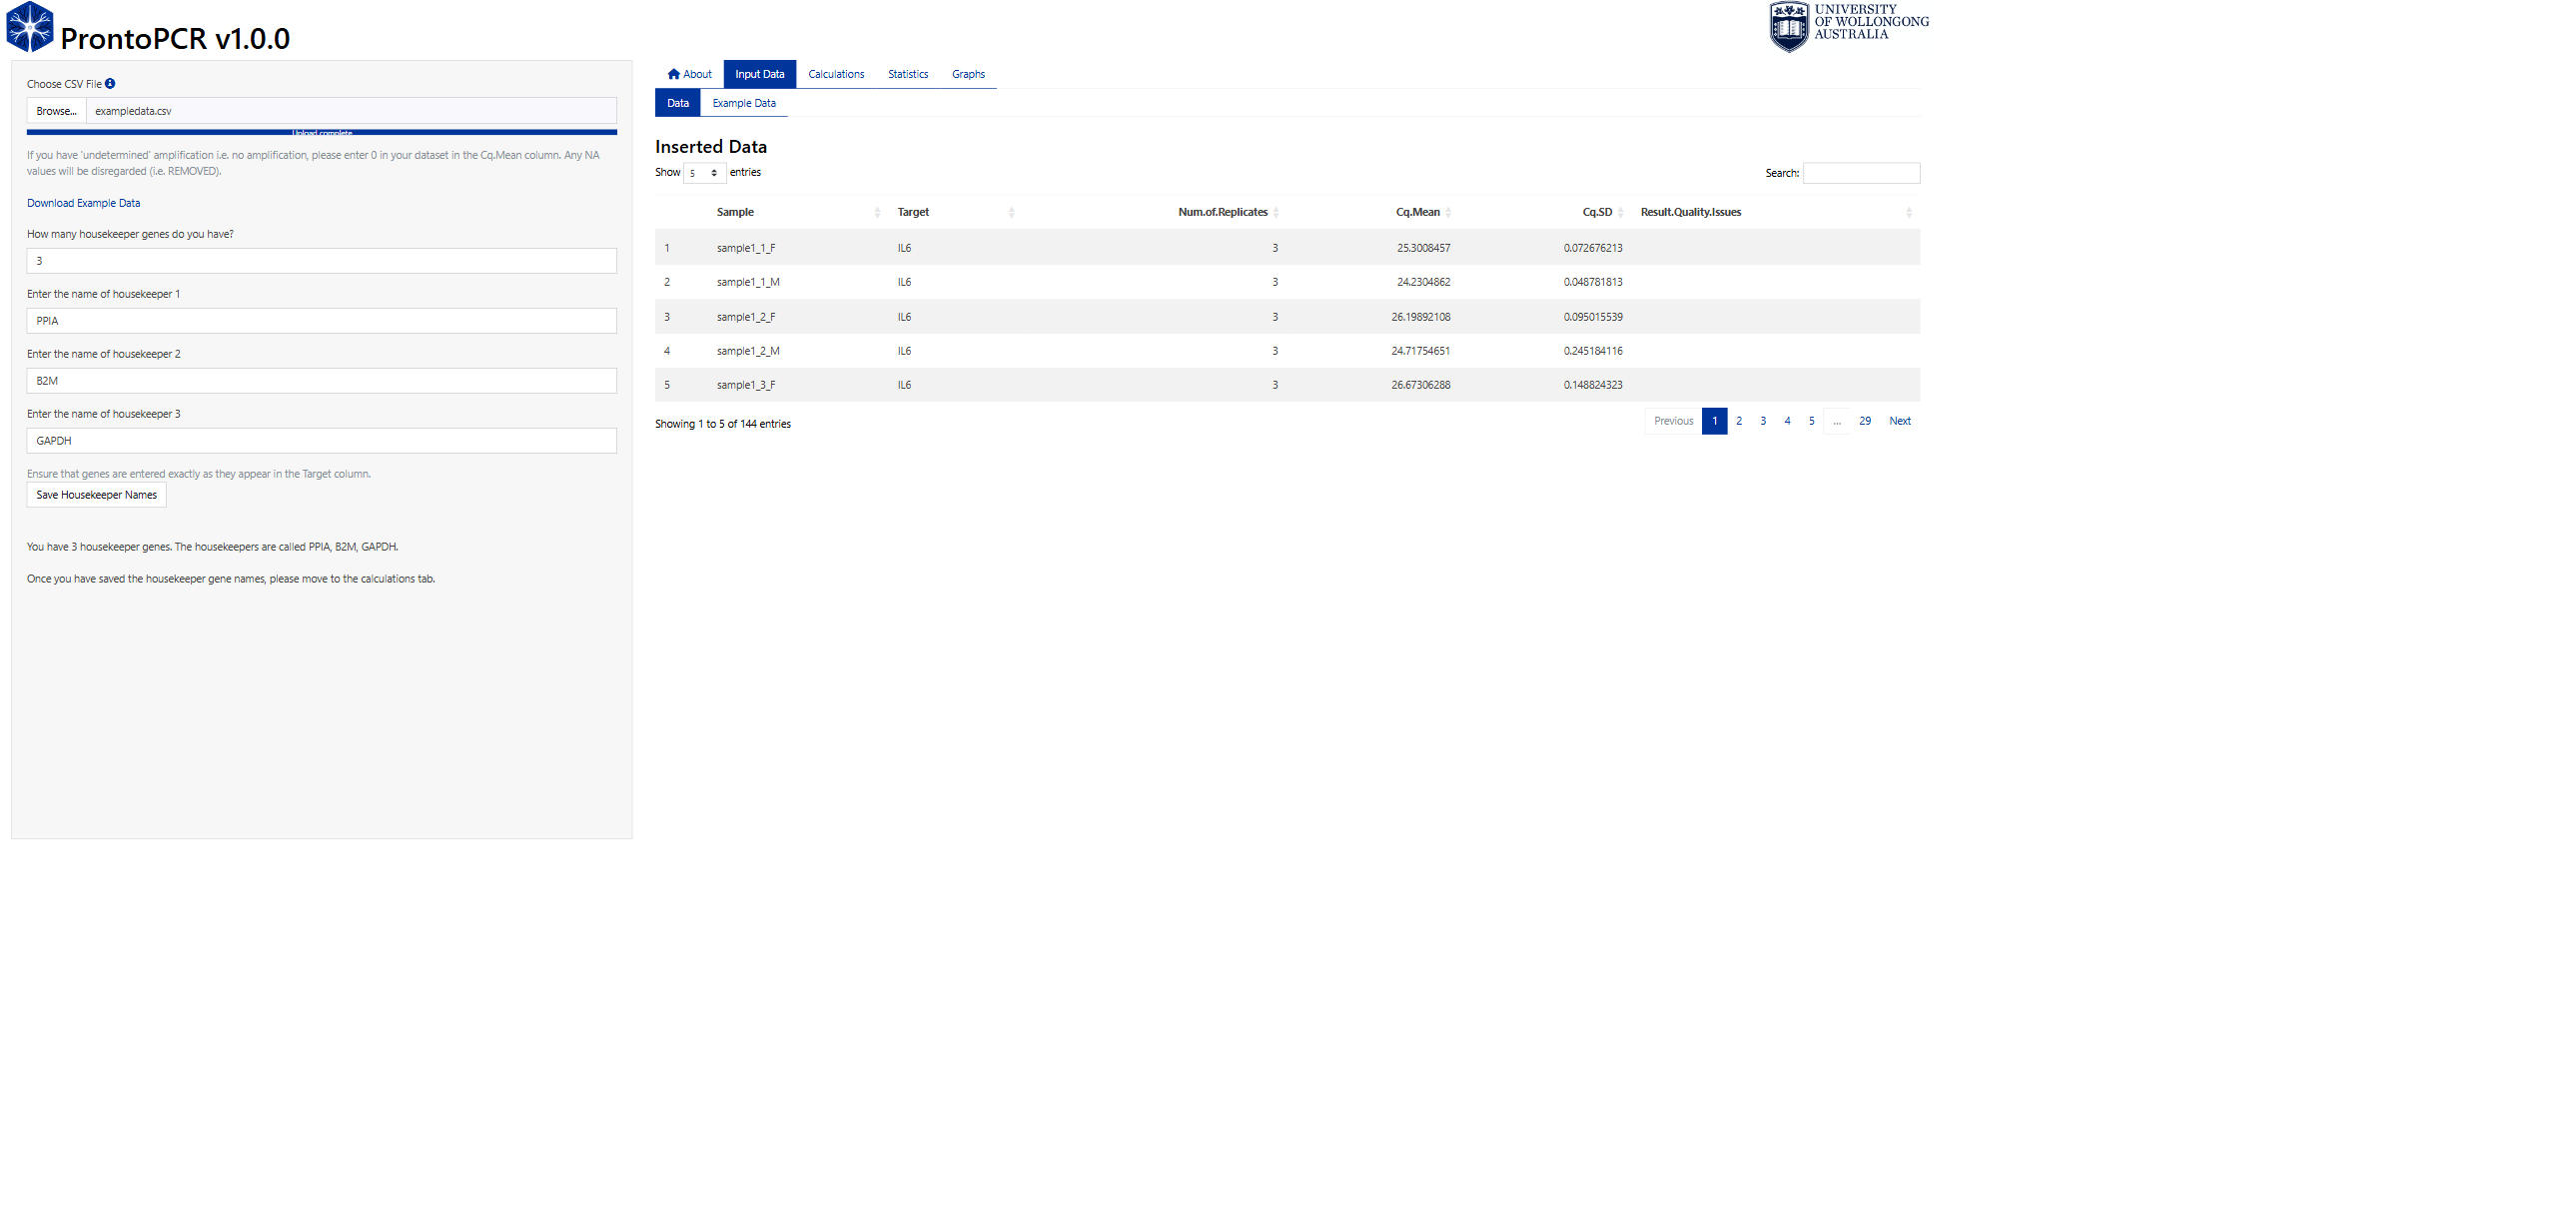 ProntoPCR v1.0.0
UNIVERSITY
OF WOLLONGONG
AUSTRALIA
Choose CSV File
Browse... exampledata.csv
Upload complete
If you have 'undetermined' amplification i.e. no amplification, please enter 0 in your dataset in the Cq.Mean column. Any NA
values will be disregarded (i.e. REMOVED).
Download Example Data
How many housekeeper genes do you have?
3
Enter the name of housekeeper 1
PPIA
Enter the name of housekeeper 2
B2M
Enter the name of housekeeper 3
GAPDH
Ensure that genes are entered exactly as they appear in the Target column.
Save Housekeeper Names
You have 3 housekeeper genes. The housekeepers are called PPIA, B2M, GAPDH.
Once you have saved the housekeeper gene names, please move to the calculations tab.
About Input Data Calculations Statistics Graphs
Data Example Data
Inserted Data
Show 5 entries Search:
Sample Target Num.of.Replicates Cq.Mean Cq.SD Result.Quality.Issues
1 sample1_1_F IL6 3 25.3008457 0.072676213
2 sample1_1_M IL6 3 24.2304862 0.048781813
3 sample1_2_F IL6 3 26.19892108 0.095015539
4 sample1_2_M IL6 3 24.71754651 0.245184116
5 sample1_3_F IL6 3 26.67306288 0.148824323
Showing 1 to 5 of 144 entries Previous 1 2 3 4 5 ... 29 Next